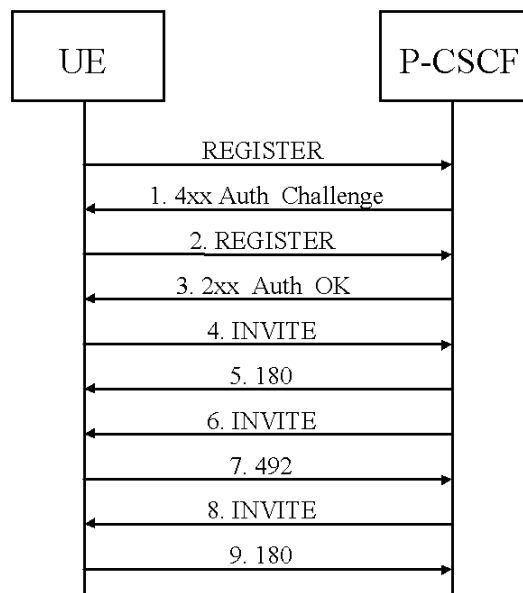 UE
P-CSCF
REGISTER
1. 4xx Auth Challenge
2. REGISTER
3. 2xx Auth OK
4. INVITE
5. 180
6. INVITE
7. 492
8. INVITE
9. 180